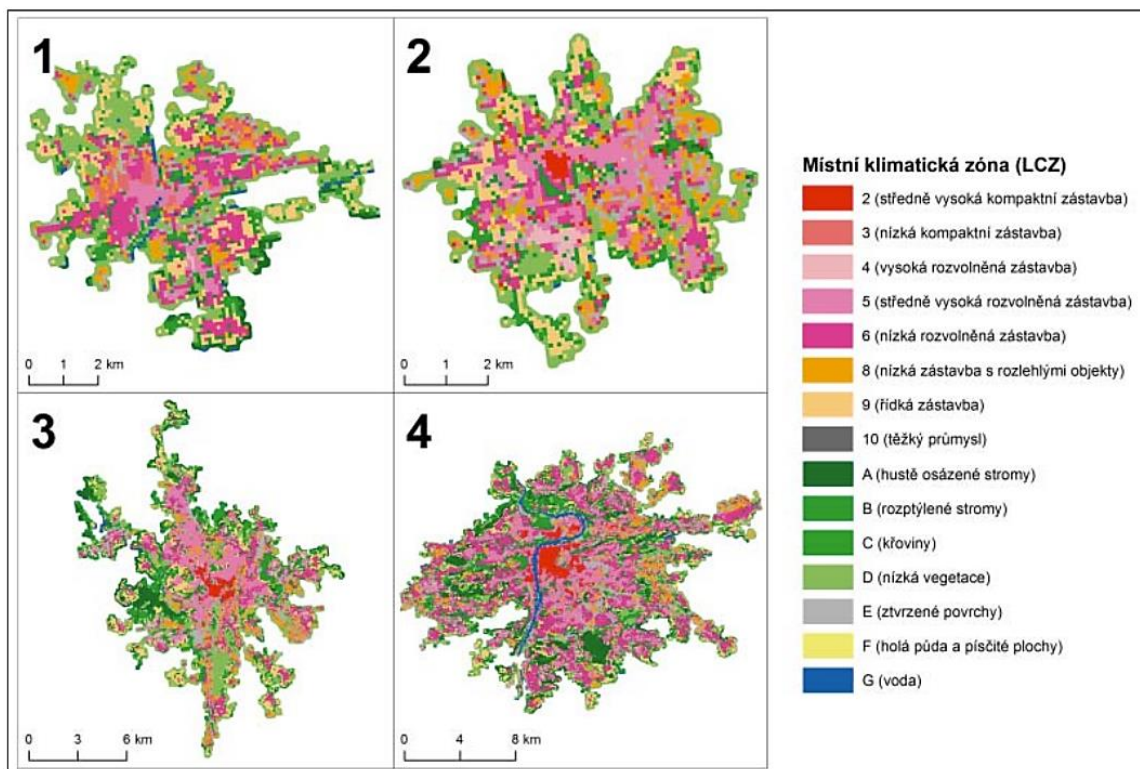 1
2
0 1 2 km
0 1 2 km
3
4
0 3 6 km
0 4 8 km
Místní klimatická zóna (LCZ)
2 (středně vysoká kompaktní zástavba)
3 (nízká kompaktní zástavba)
4 (vysoká rozvolněná zástavba)
5 (středně vysoká rozvolněná zástavba)
6 (nízká rozvolněná zástavba)
8 (nízká zástavba s rozlehlými objekty)
9 (řídká zástavba)
10 (těžký průmysl)
A (hustě osázené stromy)
B (rozptýlené stromy)
C (křoviny)
D (nízká vegetace)
E (ztvrzené povrchy)
F (holá půda a písčité plochy)
G (voda)